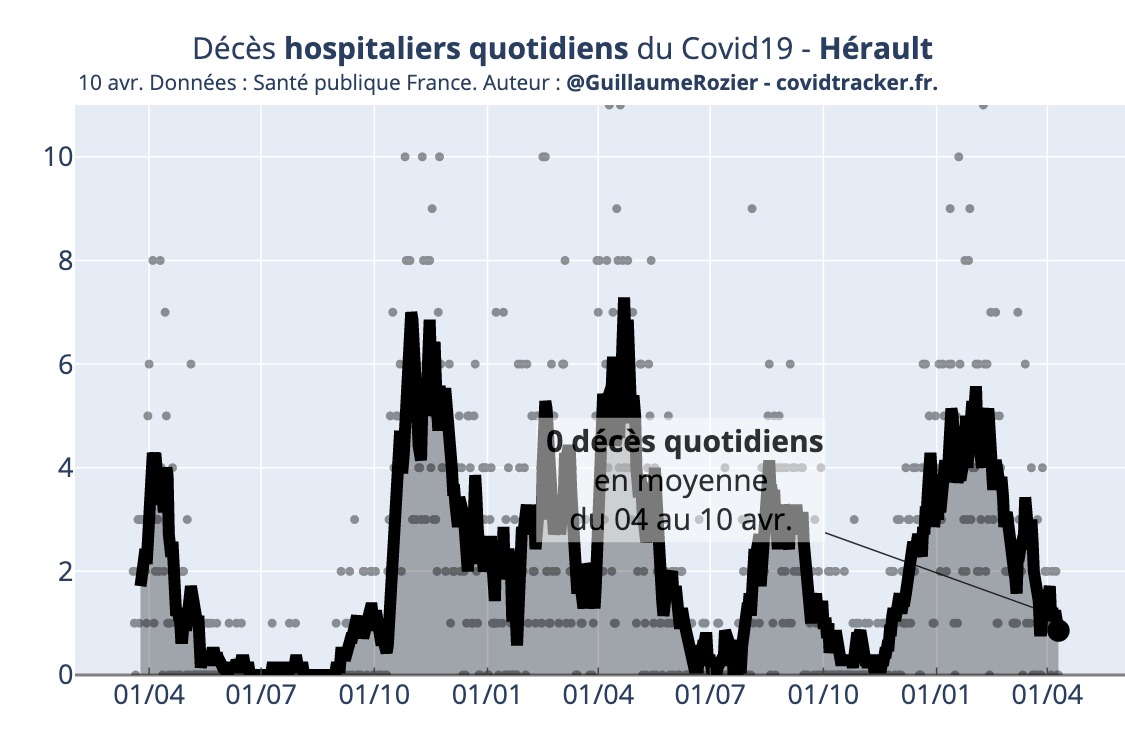 Décès hospitaliers quotidiens du Covid19 - Hérault
10 avr. Données : Santé publique France. Auteur : @GuillaumeRozier - covidtracker.fr.
10
8
6
4
2
0
0 décès quotidiens
en moyenne
du 04 au 10 avr.
01/04 01/07 01/10 01/01 01/04 01/07 01/10 01/01 01/04